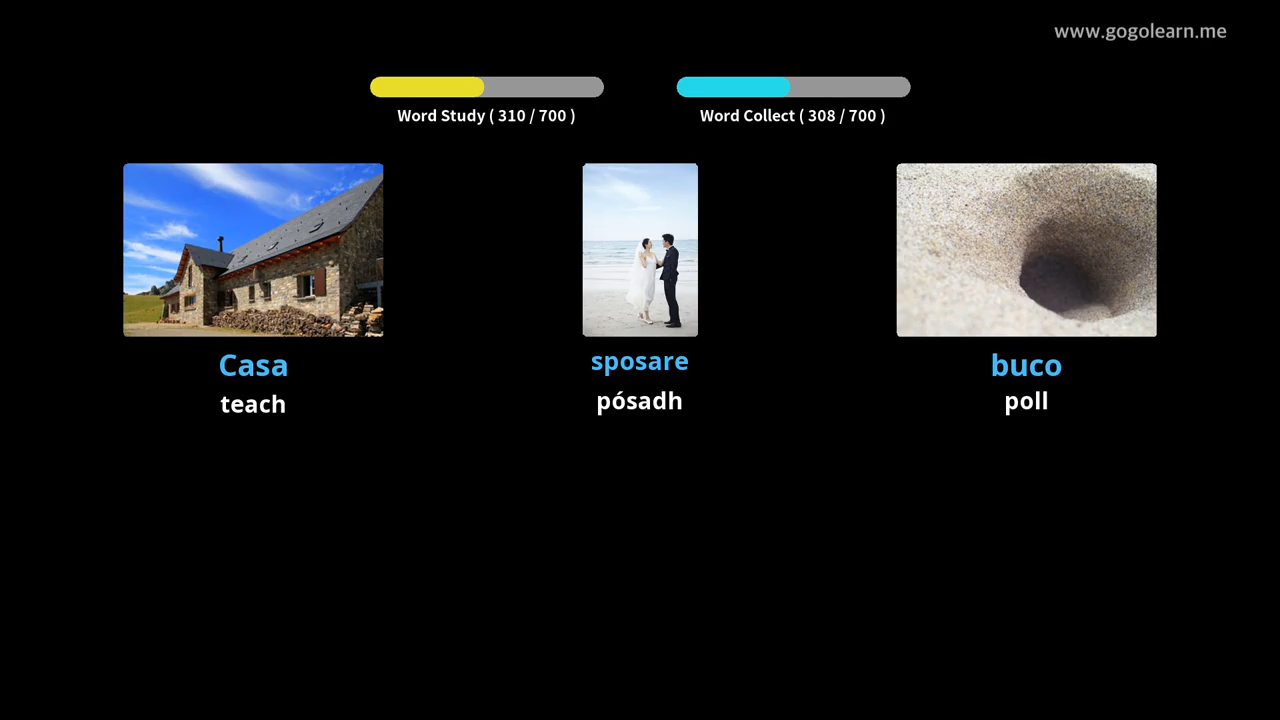 www.gogolearn.me
Word Study ( 310 / 700 )
Word Collect ( 308 / 700 )
Casa
teach
sposare
pósadh
buco
poll